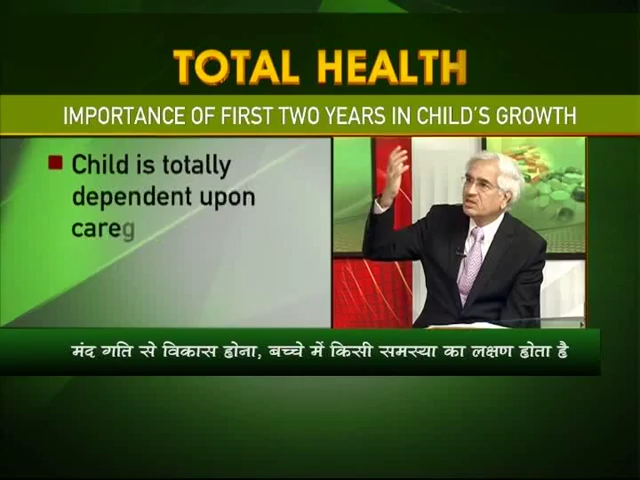 TOTAL HEALTH
IMPORTANCE OF FIRST TWO YEARS IN CHILD'S GROWTH
Child is totally
dependent upon
careg
मंद गति से विकास होना, बच्चे में किसी समस्या का लक्षण होता है